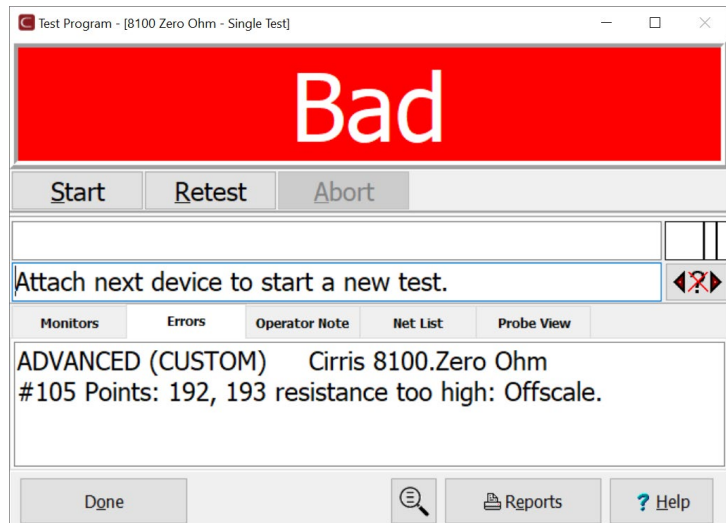 Test Program - [8100 Zero Ohm - Single Test]
Bad
Start Retest Abort
Attach next device to start a new test.
Monitors Errors Operator Note Net List Probe View
ADVANCED (CUSTOM) Cirris 8100.Zero Ohm
#105 Points: 192, 193 resistance too high: Offscale.
Done Reports ? Help